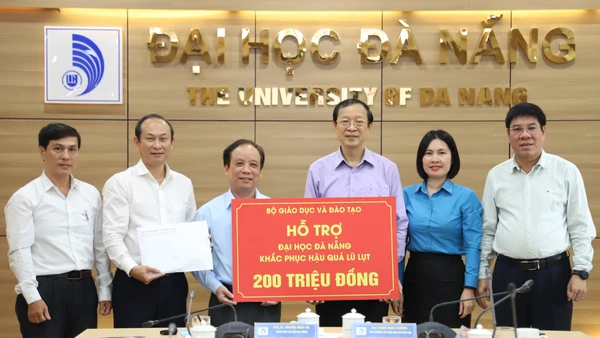 ĐẠI HỌC ĐÀ NẴNG
THE UNIVERSITY OF DA NANG
BỘ GIÁO DỤC VÀ ĐÀO TẠO
HỖ TRỢ
ĐẠI HỌC ĐÀ NẴNG
KHẮC PHỤC HẬU QUẢ LŨ LỤT
200 TRIỆU ĐỒNG